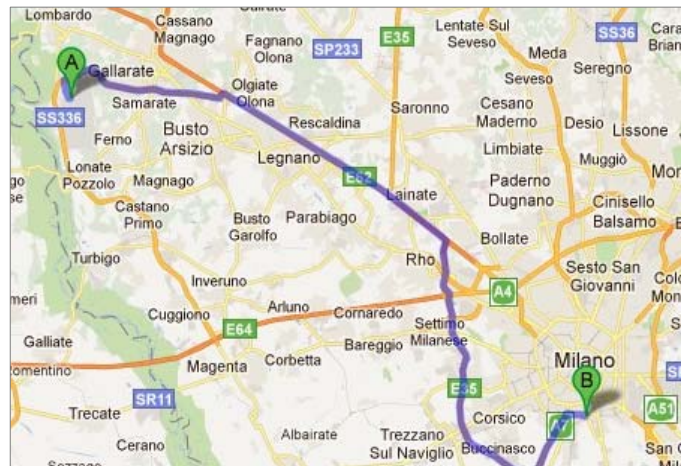 Lombardo
Cassano
Magnago
E35
SP233
Lentate Sul
Seveso
SS36
Fagnano
Olona
Meda
Seveso
Seregno
A
Gallarate
Olgiate
Olona
Saronno
Cesano
Maderno
Desio
Lissone
SS336
Samarate
Ferno
Busto
Arsizio
Rescaldina
Legnano
Limbiate
Muggiò
Lonate
Pozzolo
Magnago
E62
Lainate
Paderno
Dugnano
Cinisello
Balsamo
Castano
Primo
Busto
Garolfo
Parabiago
Bollate
Turbigo
Rho
Sesto San
Giovanni
Inveruno
A4
Arluno
Cornaredo
Cuggiono
Settimo
Milanese
Galliate
E64
Bareggio
Corbetta
Magenta
Milano
B
E35
SR11
Trecate
Corsico
A7
A51
Albairate
Trezzano
Sul Naviglio
Buccinasco
Cerano